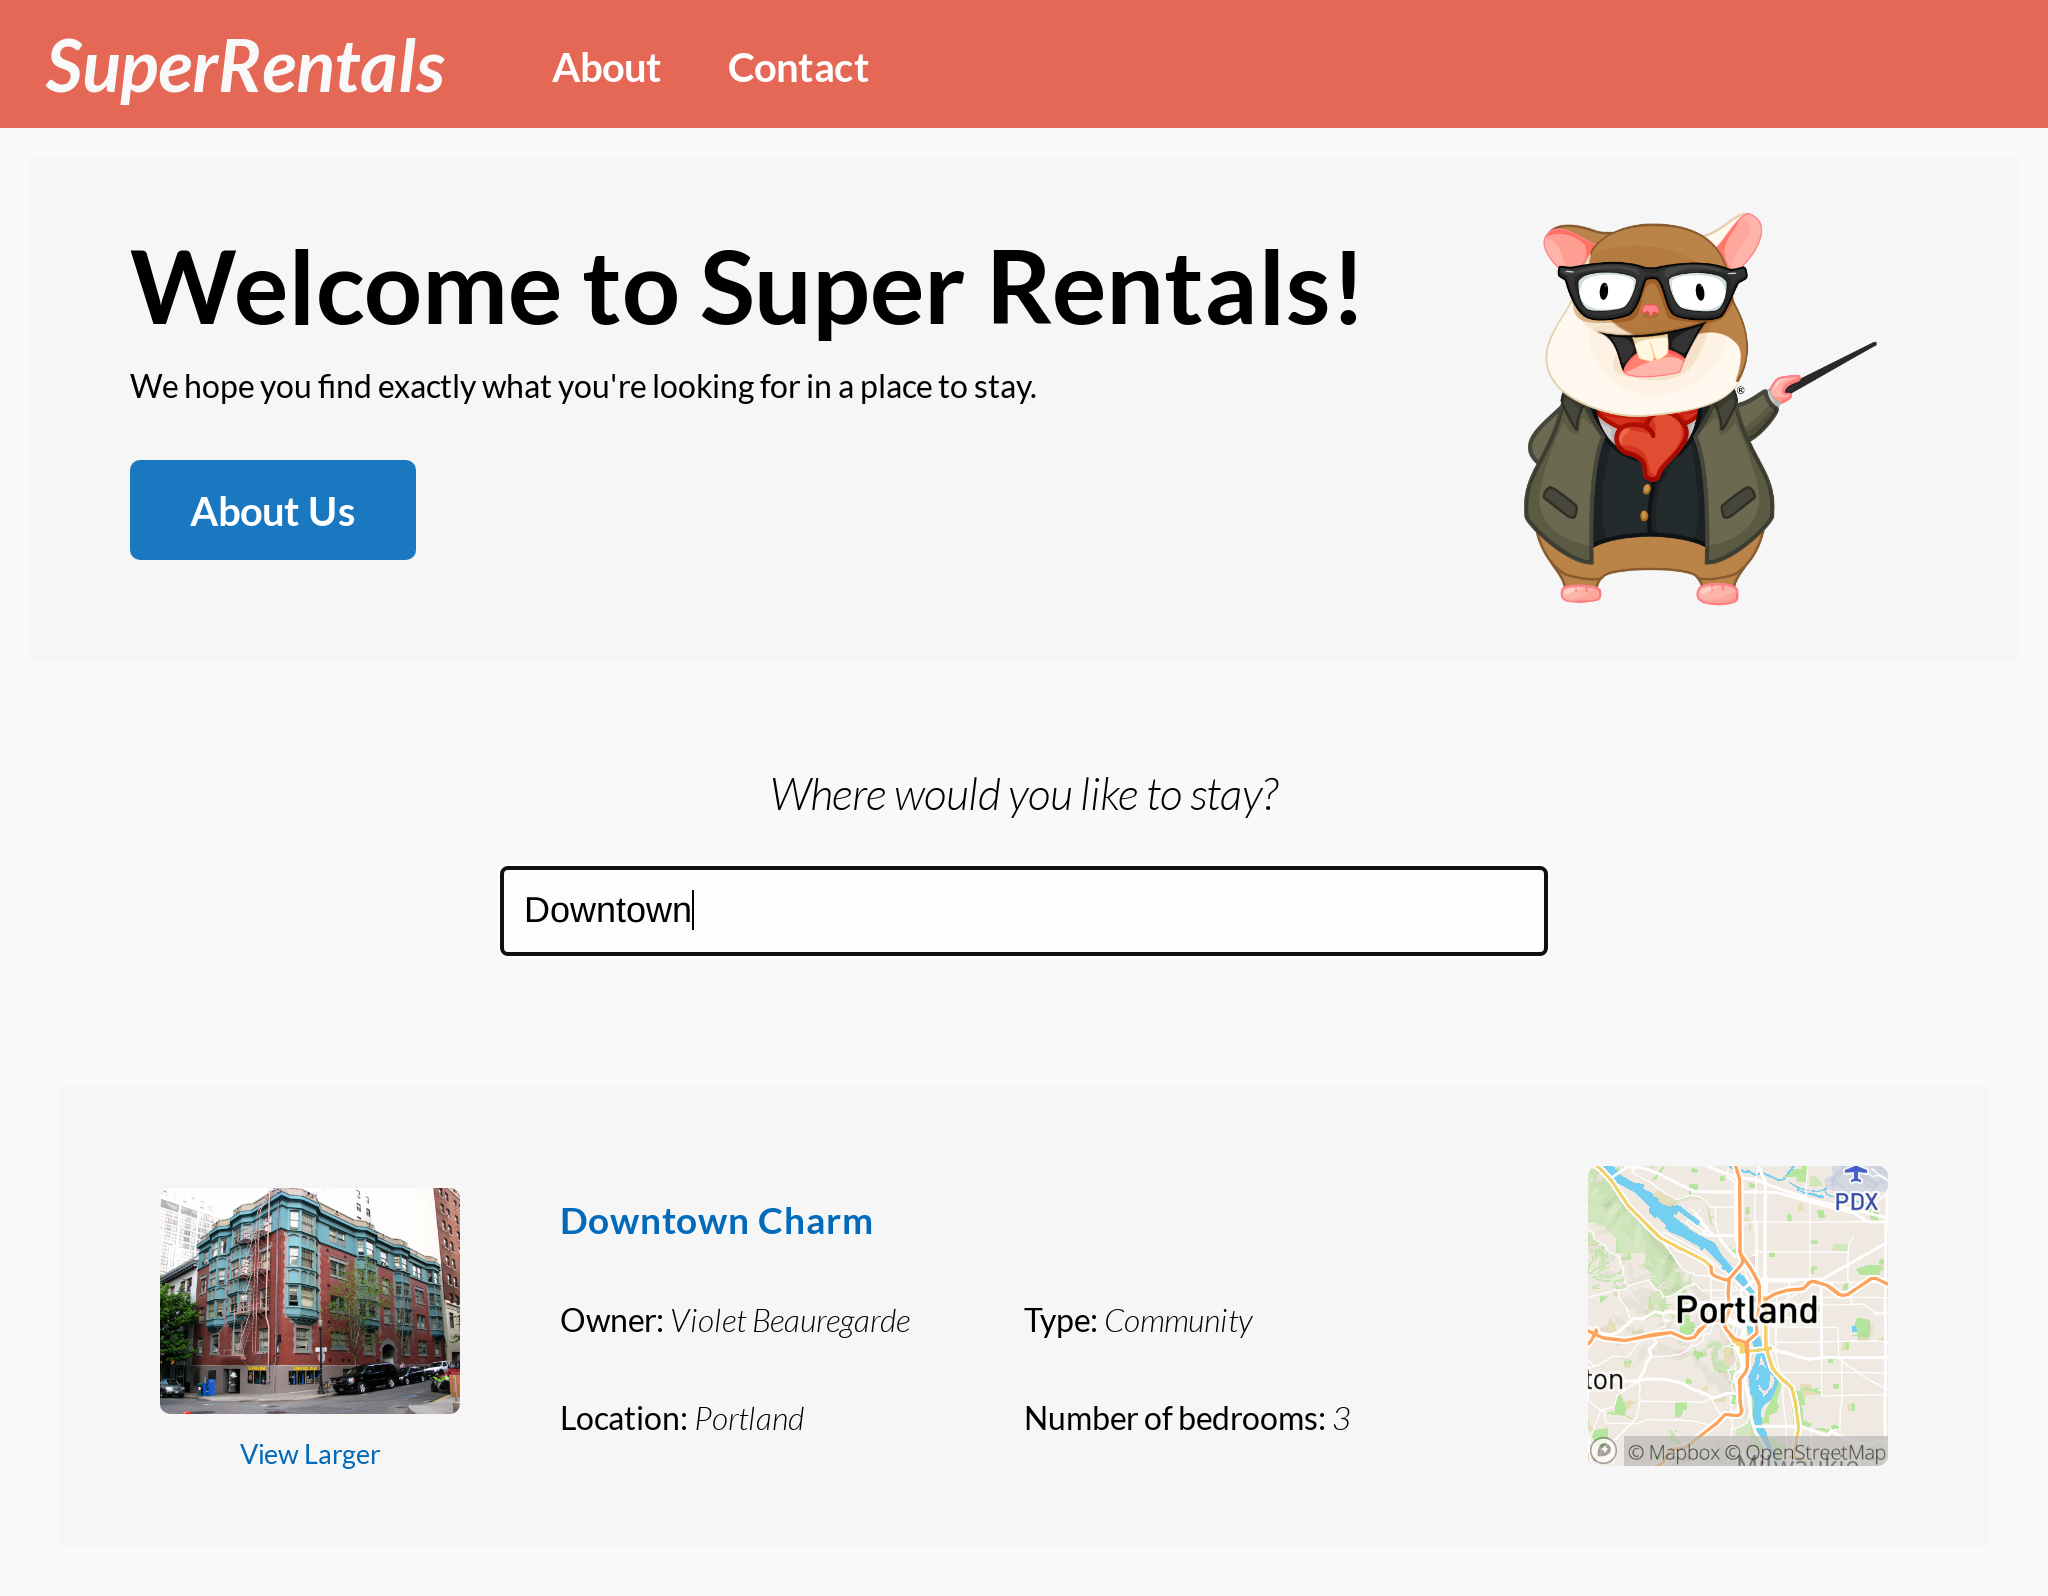 SuperRentals About Contact
Welcome to Super Rentals!
We hope you find exactly what you're looking for in a place to stay.
About Us
®
Where would you like to stay?
Downtown
Downtown Charm
Owner: Violet Beauregarde Type: Community
Location: Portland Number of bedrooms: 3
View Larger
PDX
Portland
ton
© Mapbox © OpenStreetMap
Milwaukie